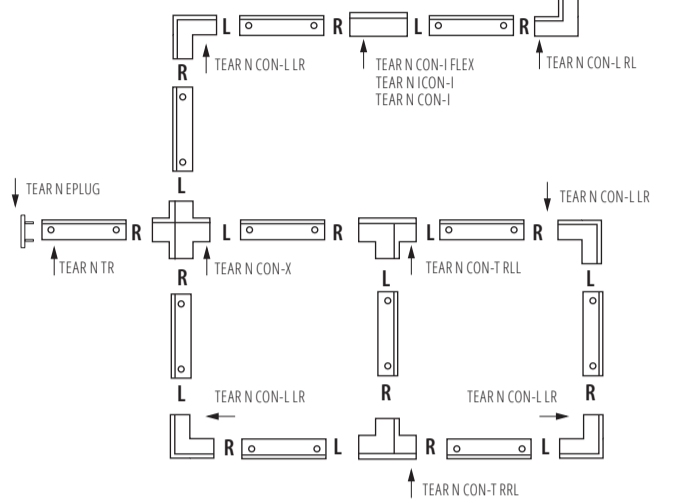 L R L R
TEAR N CON-L LR
TEAR N CON-I FLEX
TEAR N ICON-I
TEAR N CON-I
TEAR N CON-L RL
R
L
TEAR N EPLUG
TEAR N CON-L LR
R L R L R
TEAR N TR
TEAR N CON-X
TEAR N CON-T RLL
R L L
L R R
TEAR N CON-L LR
TEAR N CON-L LR
R L R L
TEAR N CON-T RRL